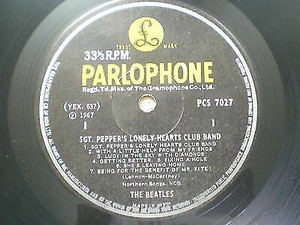 £
TRADE MARK
33⅓ R.P.M.
PARLOPHONE
Regd. Td. Mks. of The Gramophone Co., Ltd.
(YEX. 637)
PCS 7027
℗ 1967
1 1
SGT. PEPPER'S LONELY HEARTS CLUB BAND
1. SGT. PEPPER'S LONELY HEARTS CLUB BAND
2. WITH A LITTLE HELP FROM MY FRIENDS
3. LUCY IN THE SKY WITH DIAMONDS
4. GETTING BETTER. 5. FIXING A HOLE
6. SHE'S LEAVING HOME
7. BEING FOR THE BENEFIT OF MR. KITE!
(Lennon-McCartney)
Northern Songs, NCB
THE BEATLES